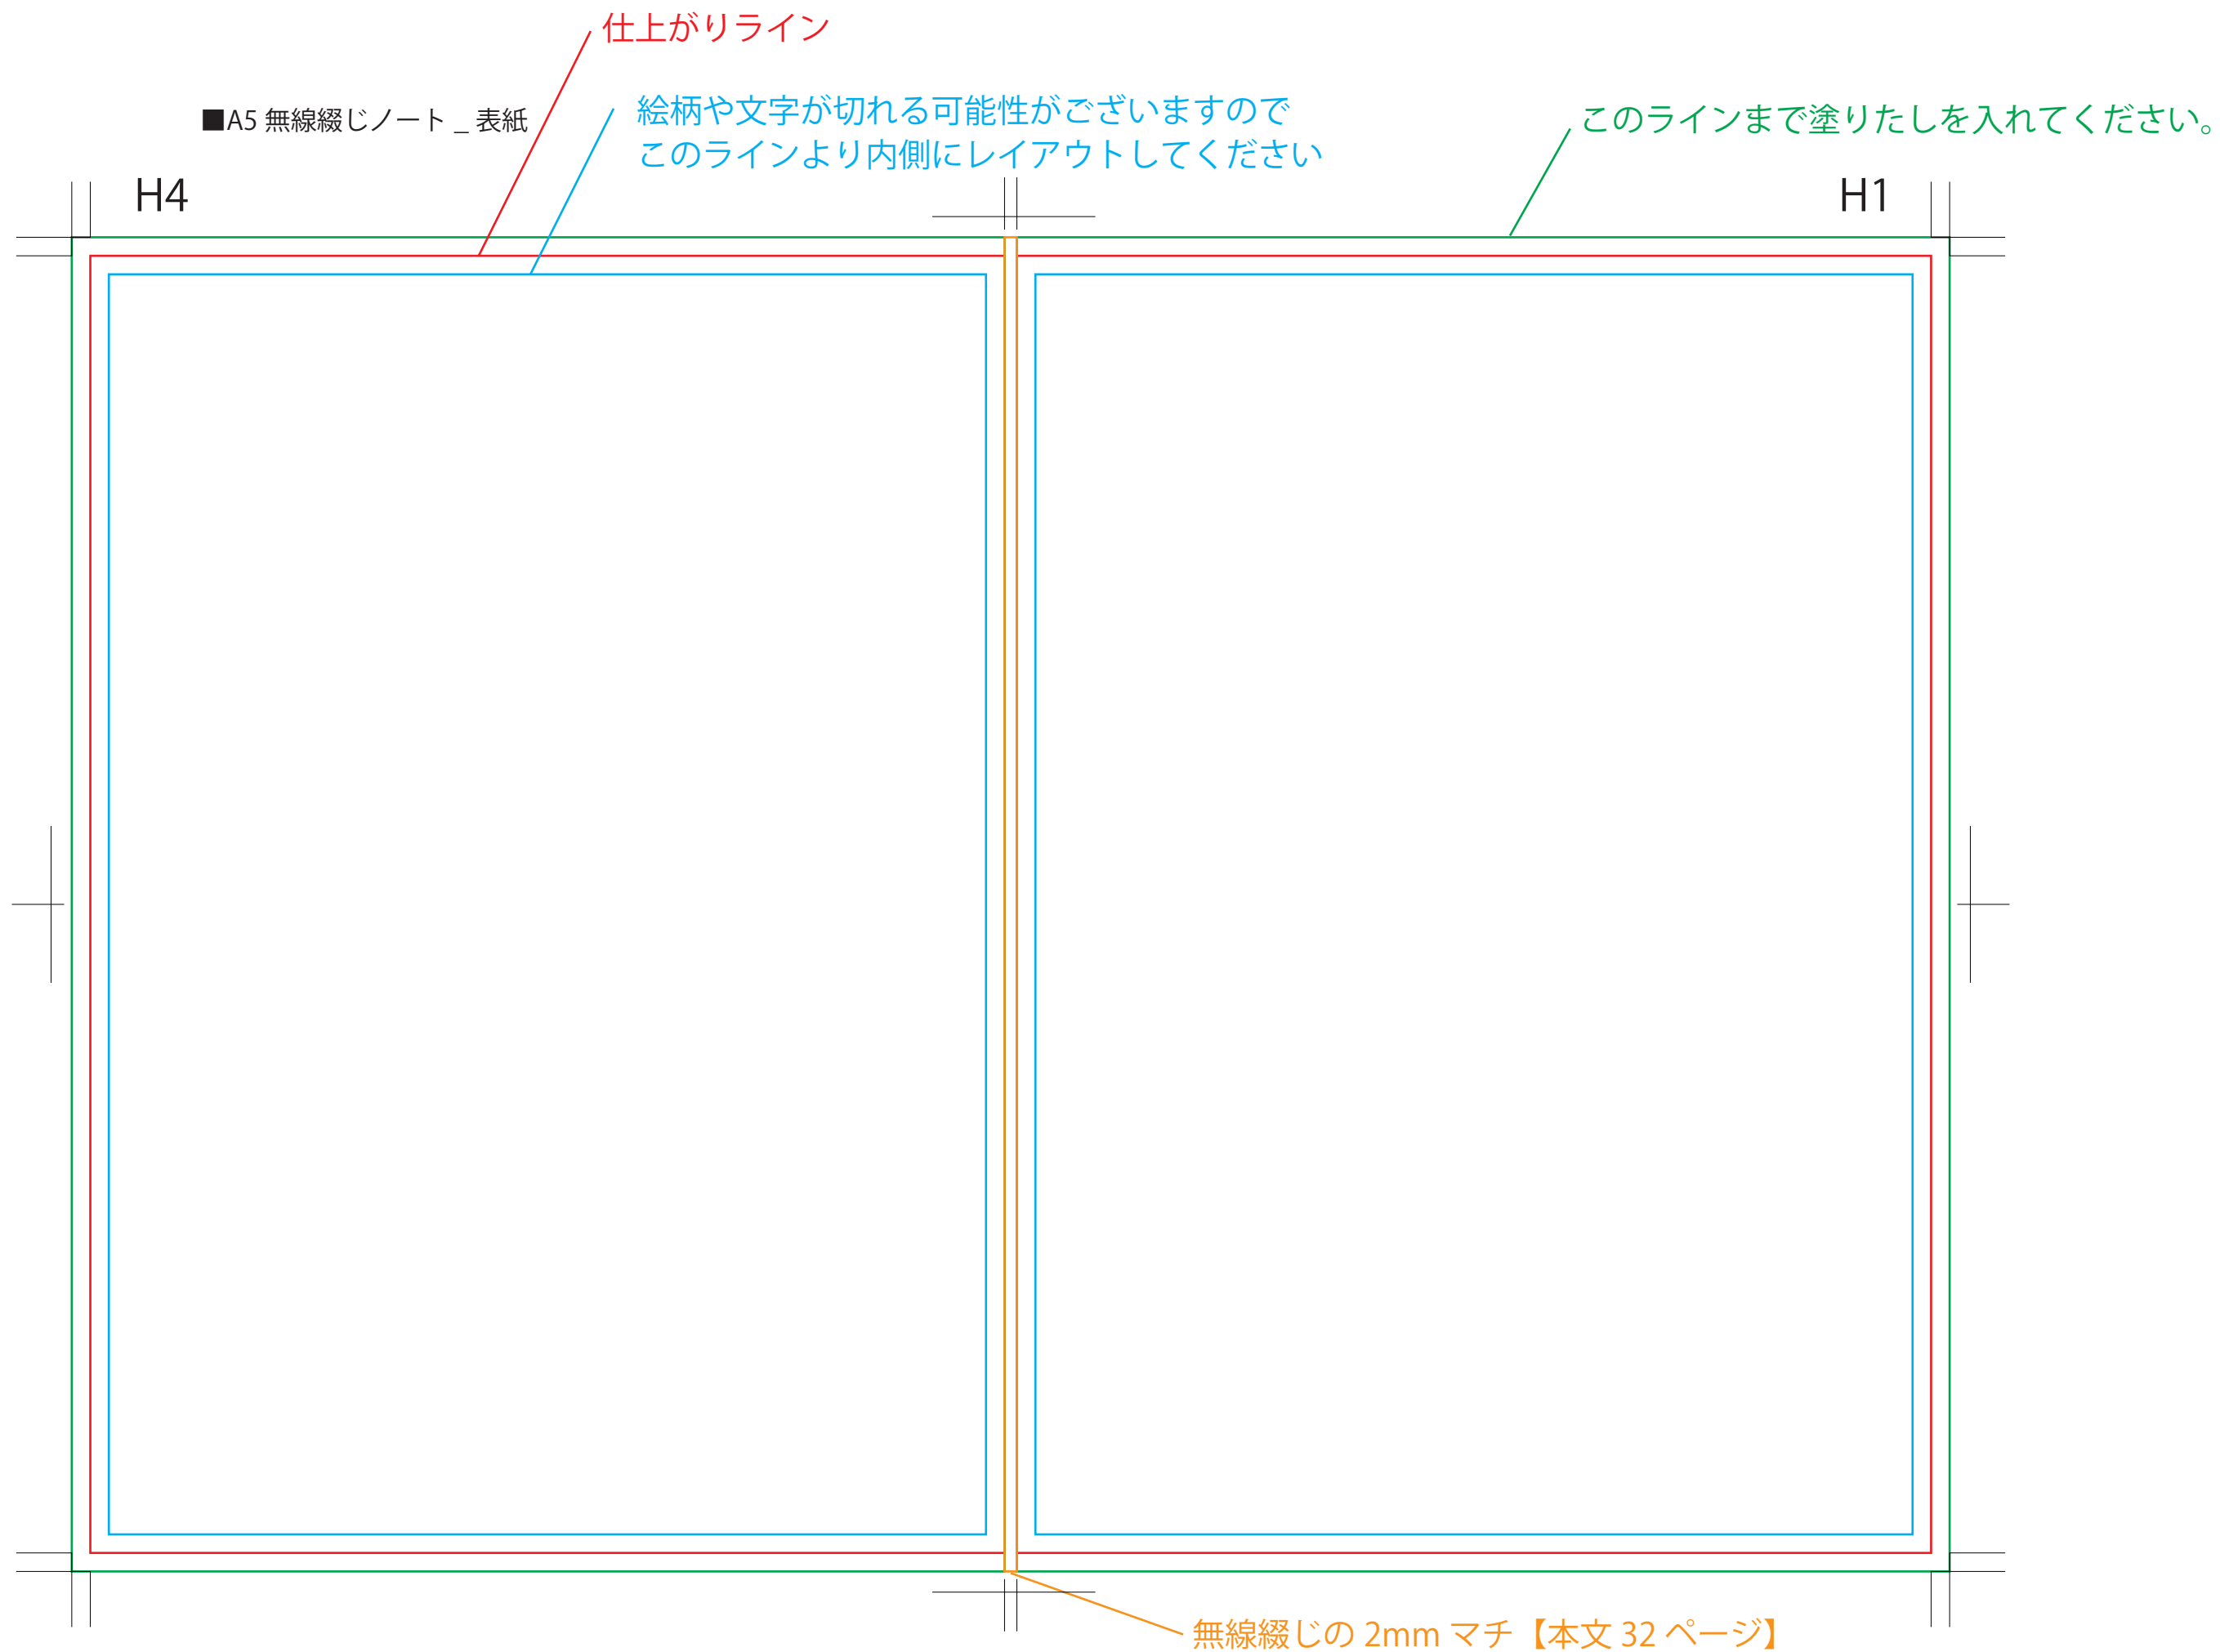 仕上がりライン
絵柄や文字が切れる可能性がございますので
このラインより内側にレイアウトしてください
このラインまで塗りたしを入れてください。
■A5 無線綴じノート _ 表紙
H4
H1
無線綴じの 2mm マチ【本文 32 ページ】